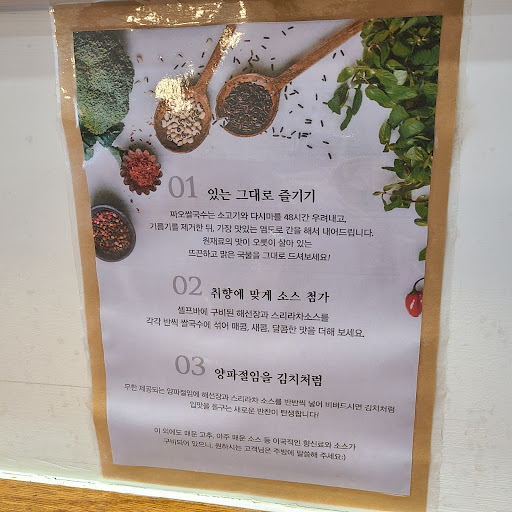 01 있는 그대로 즐기기
파오쌀국수는 소고기와 다시마를 48시간 우려내고,
기름기를 제거한 뒤, 가장 맛있는 염도로 간을 해서 내어드립니다.
원재료의 맛이 오롯이 살아 있는
뜨끈하고 맑은 국물을 그대로 드셔보세요!
02 취향에 맞게 소스 첨가
셀프바에 구비된 해선장과 스리라차소스를
각각 반씩 쌀국수에 섞어 매콤, 새콤, 달콤한 맛을 더해 보세요.
03 양파절임을 김치처럼
무한 제공되는 양파절임에 해선장과 스리라차 소스를 반반씩 넣어 비벼드시면 김치처럼
입맛을 돋구는 새로운 반찬이 탄생합니다!
이 외에도 매운 고추, 아주 매운 소스 등 이국적인 향신료와 소스가
구비되어 있으니, 원하시는 고객님은 주방에 말씀해 주세요:)